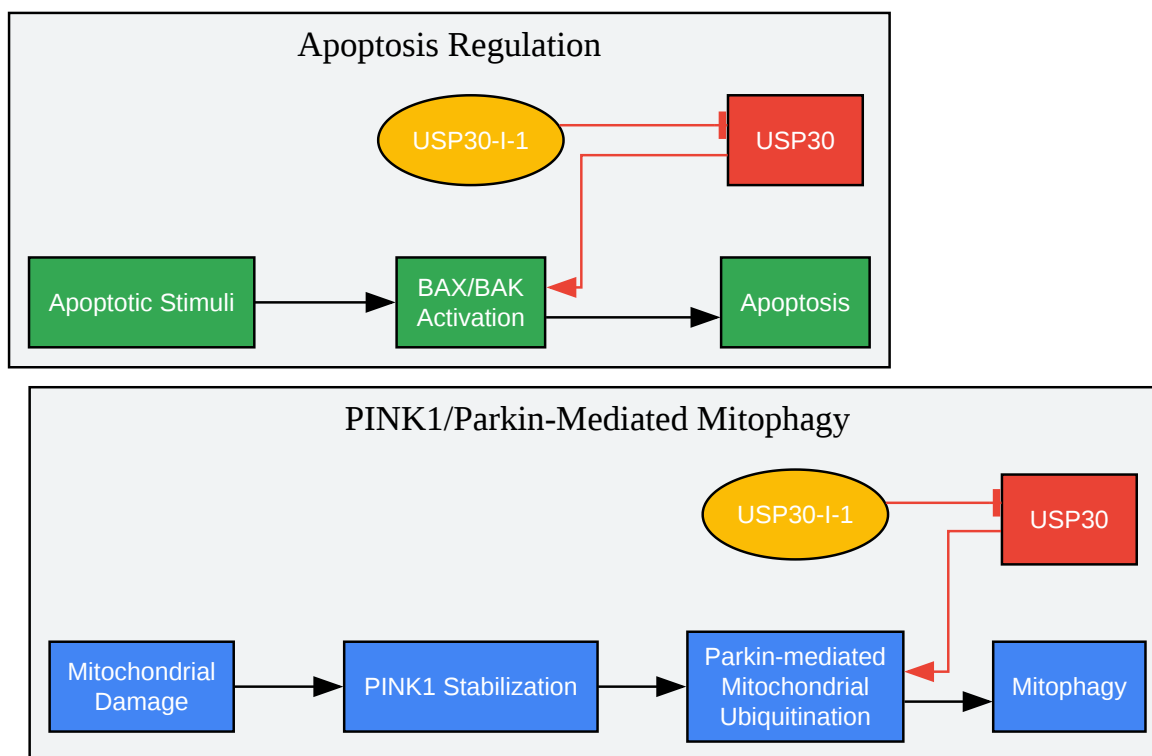 Apoptosis Regulation
USP30-I-1
USP30
Apoptotic Stimuli
BAX/BAK
Activation
Apoptosis
PINK1/Parkin-Mediated Mitophagy
USP30-I-1
USP30
Mitochondrial
Damage
PINK1 Stabilization
Parkin-mediated
Mitochondrial
Ubiquitination
Mitophagy